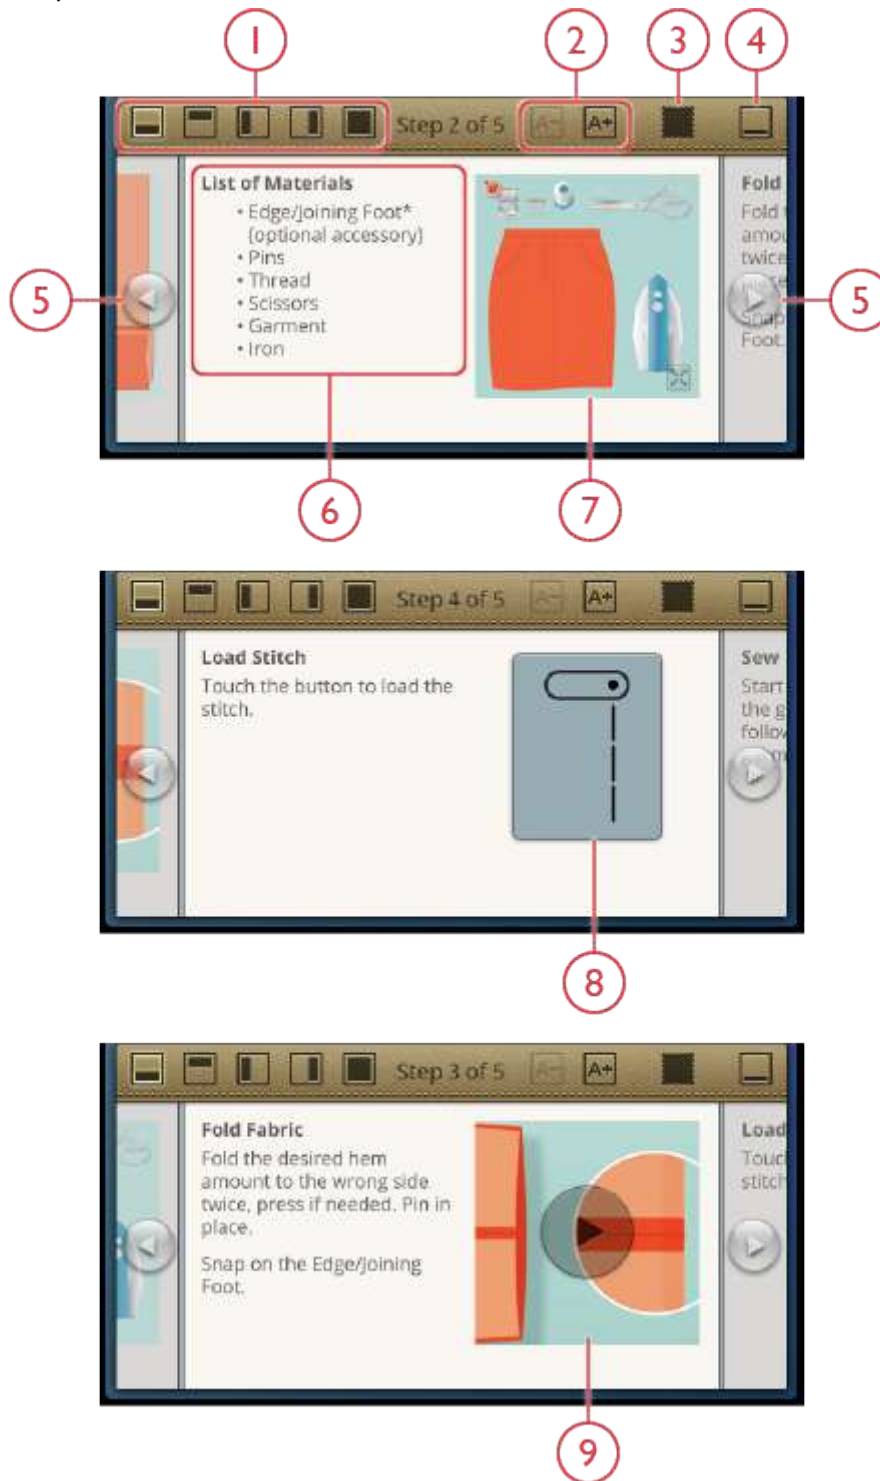 1 2 3 4
Step 2 of 5 A- A+
List of Materials
• Edge/Joining Foot*
(optional accessory)
• Pins
• Thread
• Scissors
• Garment
• Iron
Fold
Fold
amou
twice
Snap
Foot.
5 5
6 7
Step 4 of 5 A- A+
Load Stitch
Touch the button to load the
stitch.
Sew
Start
the g
follow
8
Step 3 of 5 A- A+
Fold Fabric
Fold the desired hem
amount to the wrong side
twice, press if needed. Pin in
place.
Snap on the Edge/Joining
Foot.
Load
Touc
stitch
9